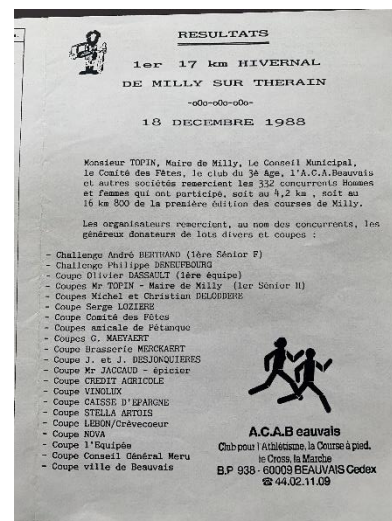 RESULTATS
1er 17 km HIVERNAL
DE MILLY SUR THERAIN
-oOo-oOo-oOo-
18 DECEMBRE 1988
Monsieur TOPIN, Maire de Milly, Le Conseil Municipal,
le Comité des Fêtes, le club du 3è Age, l'A.C.A.Beauvais
et autres sociétés remercient les 332 concurrents Hommes
et femmes qui ont participé, soit au 4,2 km , soit au
16 km 800 de la première édition des courses de Milly.
Les organisateurs remercient, au nom des concurrents, les
généreux donateurs de lots divers et coupes :
- Challenge André BERTRAND (1ère Sénior F)
- Challenge Philippe DENEUFBOURG
- Coupe Olivier DASSAULT (1ère équipe)
- Coupes Mr TOPIN - Maire de Milly (1er Sénior H)
- Coupes Michel et Christian DELODDERE
- Coupe Serge LOZIERE
- Coupe Comité des Fêtes
- Coupes amicale de Pétanque
- Coupes G. MAEYAERT
- Coupe Brasserie MERCKAERT
- Coupe J. et J. DESJONQUIERES
- Coupe Mr JACCAUD - épicier
- Coupe CREDIT AGRICOLE
- Coupe VINOLUX
- Coupe CAISSE D'EPARGNE
- Coupe STELLA ARTOIS
- Coupe LEBON/Crèvecoeur
- Coupe NOVA
- Coupe l'Equipée
- Coupe Conseil Général Meru
- Coupe ville de Beauvais
A.C.A.B eauvais
Club pour l'Athlétisme, la Course à pied,
le Cross, la Marche
B.P 938 - 60009 BEAUVAIS Cedex
☎ 44.02.11.09